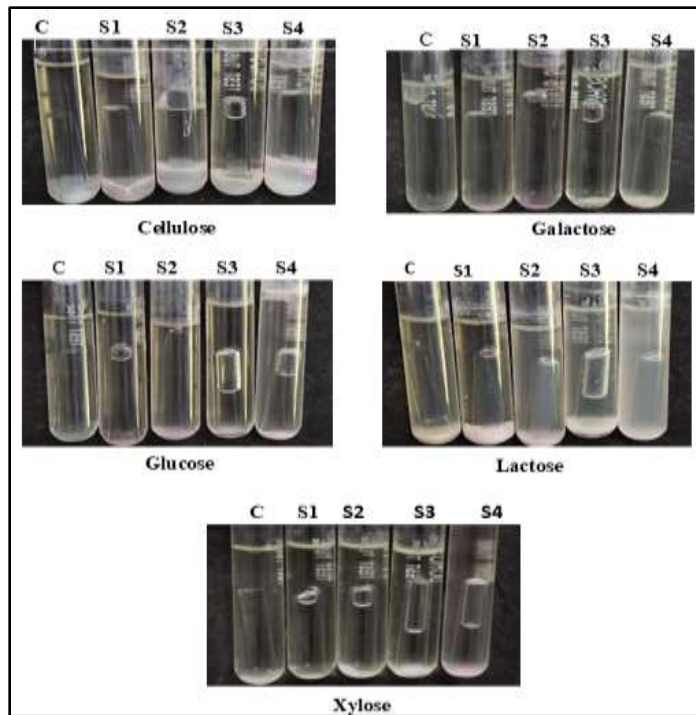 C S1 S2 S3 S4
C S1 S2 S3 S4
Cellulose
Galactose
C S1 S2 S3 S4
C S1 S2 S3 S4
Glucose
Lactose
C S1 S2 S3 S4
Xylose